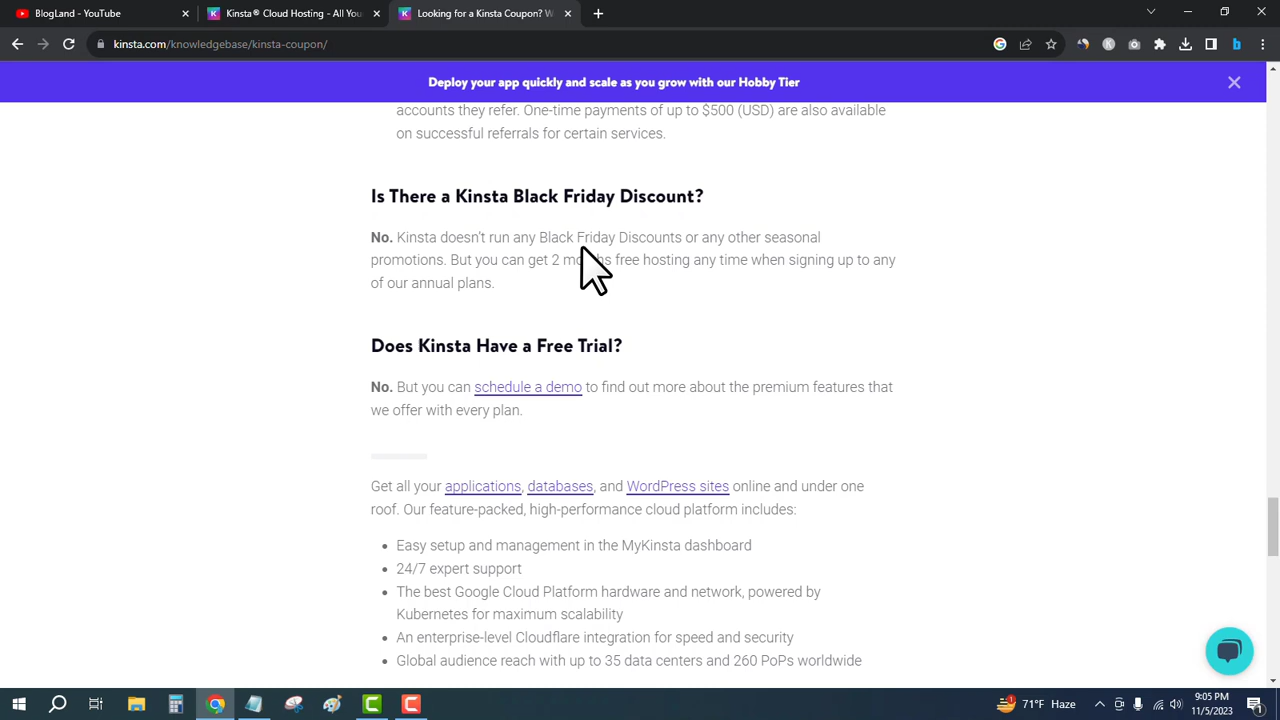 BlogLand - YouTube
Kinsta® Cloud Hosting - All You
Looking for a Kinsta Coupon? W
kinsta.com/knowledgebase/kinsta-coupon/
Deploy your app quickly and scale as you grow with our Hobby Tier
accounts they refer. One-time payments of up to $500 (USD) are also available
on successful referrals for certain services.
Is There a Kinsta Black Friday Discount?
No. Kinsta doesn't run any Black Friday Discounts or any other seasonal
promotions. But you can get 2 months free hosting any time when signing up to any
of our annual plans.
Does Kinsta Have a Free Trial?
No. But you can schedule a demo to find out more about the premium features that
we offer with every plan.
Get all your applications, databases, and WordPress sites online and under one
roof. Our feature-packed, high-performance cloud platform includes:
• Easy setup and management in the MyKinsta dashboard
• 24/7 expert support
• The best Google Cloud Platform hardware and network, powered by
Kubernetes for maximum scalability
• An enterprise-level Cloudflare integration for speed and security
• Global audience reach with up to 35 data centers and 260 PoPs worldwide
71°F Haze
9:05 PM
11/5/2023